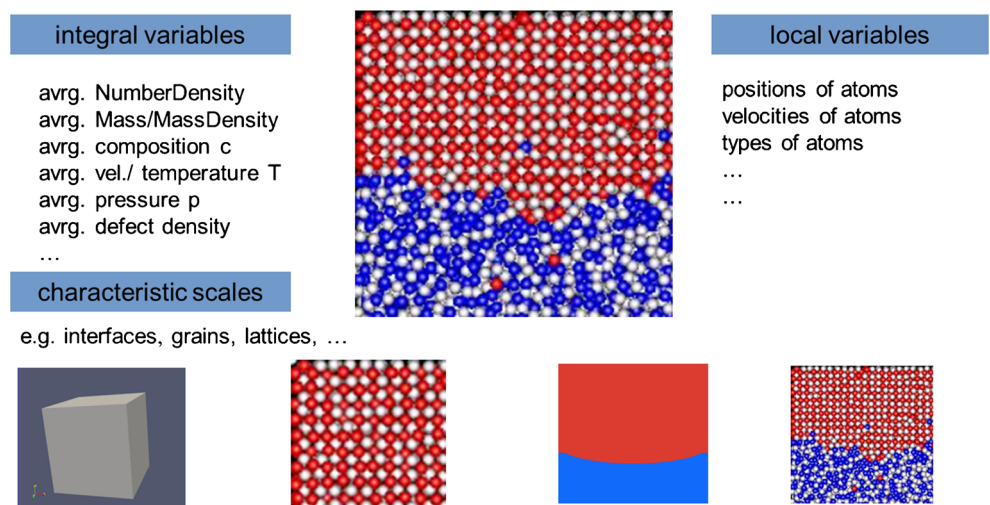 integral variables
avrg. NumberDensity
avrg. Mass/MassDensity
avrg. composition c
avrg. vel./ temperature T
avrg. pressure p
avrg. defect density
…
characteristic scales
e.g. interfaces, grains, lattices, …
local variables
positions of atoms
velocities of atoms
types of atoms
…
…